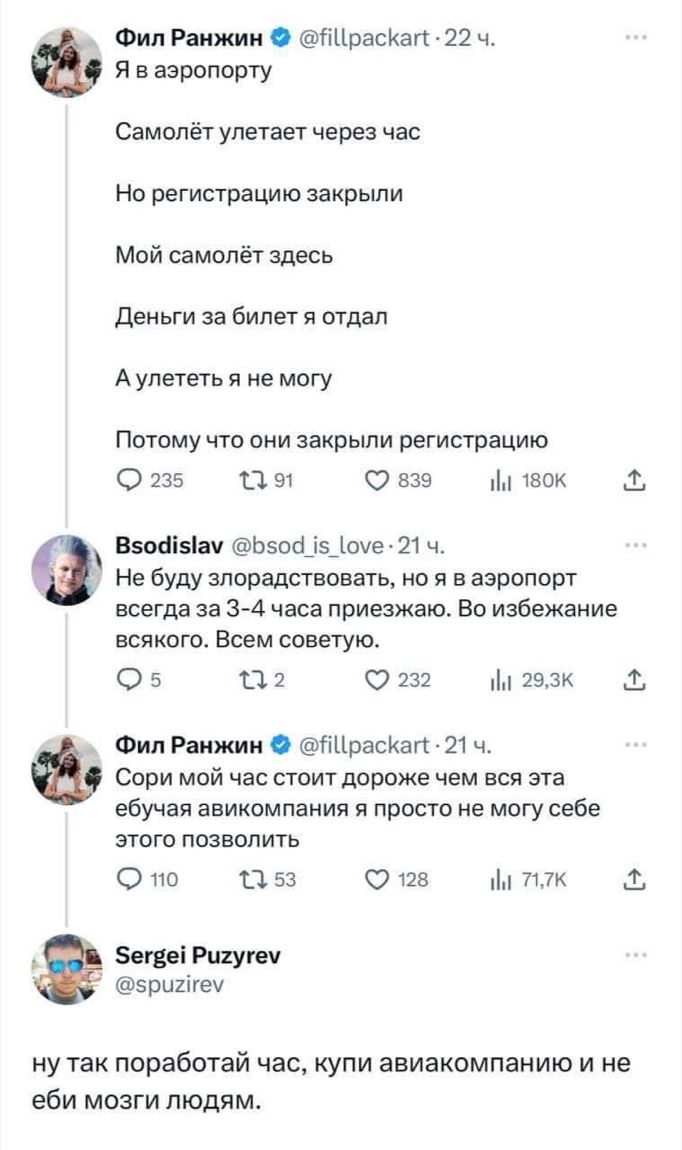 Фил Ранжин @fillpackart · 22 ч.
Я в аэропорту
Самолёт улетает через час
Но регистрацию закрыли
Мой самолёт здесь
Деньги за билет я отдал
А улететь я не могу
Потому что они закрыли регистрацию
235 91 839 180K
Bsodislav @bsod_is_love · 21 ч.
Не буду злорадствовать, но я в аэропорт
всегда за 3-4 часа приезжаю. Во избежание
всякого. Всем советую.
5 2 232 29,3K
Фил Ранжин @fillpackart · 21 ч.
Сори мой час стоит дороже чем вся эта
ебучая авикомпания я просто не могу себе
этого позволить
110 53 128 71,7K
Sergei Puzyrev
@spuzirev
ну так поработай час, купи авиакомпанию и не
еби мозги людям.